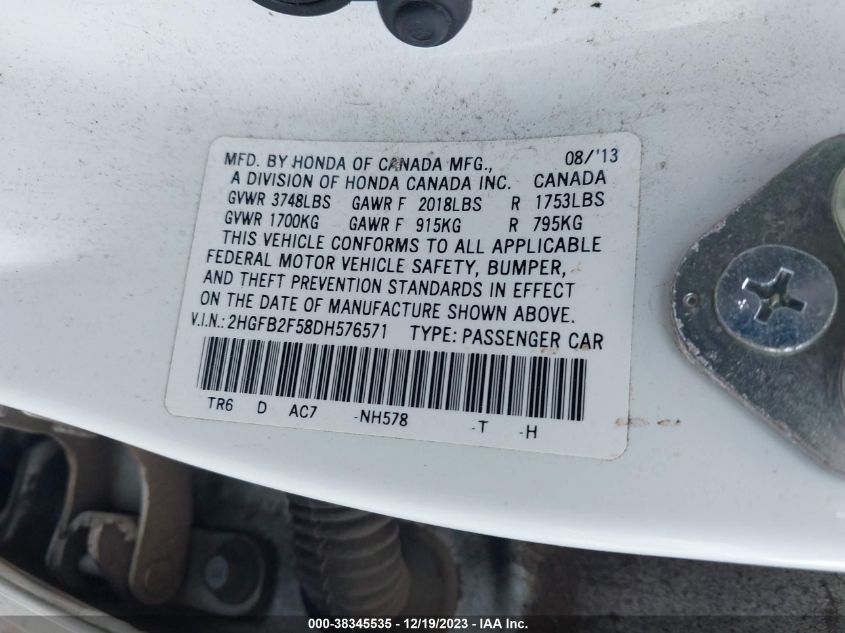 MFD. BY HONDA OF CANADA MFG., 08/'13
A DIVISION OF HONDA CANADA INC. CANADA
GVWR 3748LBS GAWR F 2018LBS R 1753LBS
GVWR 1700KG GAWR F 915KG R 795KG
THIS VEHICLE CONFORMS TO ALL APPLICABLE
FEDERAL MOTOR VEHICLE SAFETY, BUMPER,
AND THEFT PREVENTION STANDARDS IN EFFECT
ON THE DATE OF MANUFACTURE SHOWN ABOVE.
V.I.N.: 2HGFB2F58DH576571 TYPE: PASSENGER CAR
TR6 D AC7 -NH578 -T -H
000-38345535 - 12/19/2023 - IAA Inc.